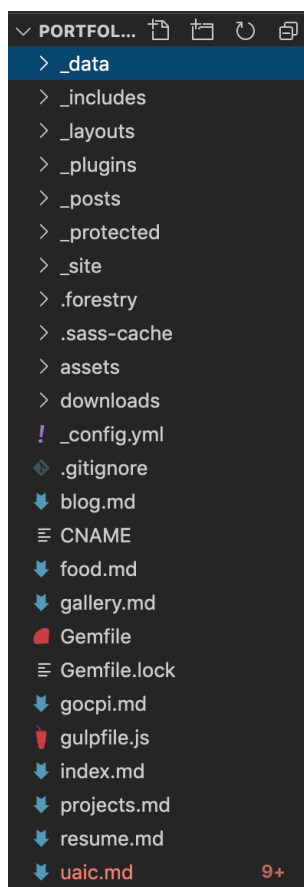 PORTFOL...
_data
_includes
_layouts
_plugins
_posts
_protected
_site
.forestry
.sass-cache
assets
downloads
_config.yml
.gitignore
blog.md
CNAME
food.md
gallery.md
Gemfile
Gemfile.lock
gocpi.md
gulpfile.js
index.md
projects.md
resume.md
uaic.md 9+